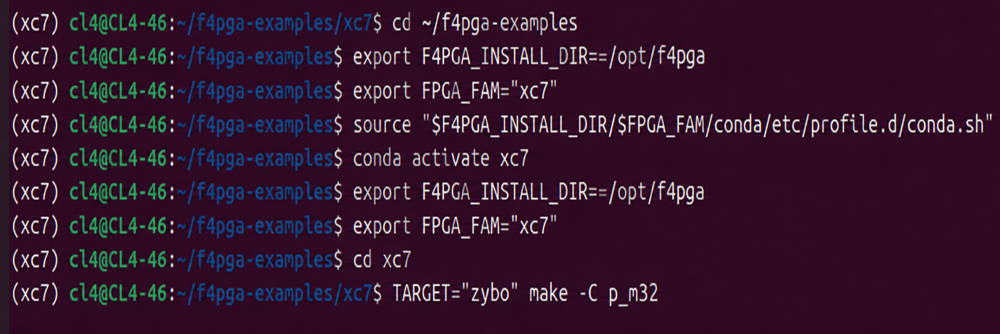 (xc7) cl4@CL4-46:~/f4pga-examples/xc7$ cd ~/f4pga-examples
(xc7) cl4@CL4-46:~/f4pga-examples$ export F4PGA_INSTALL_DIR==/opt/f4pga
(xc7) cl4@CL4-46:~/f4pga-examples$ export FPGA_FAM="xc7"
(xc7) cl4@CL4-46:~/f4pga-examples$ source "$F4PGA_INSTALL_DIR/$FPGA_FAM/conda/etc/profile.d/conda.sh"
(xc7) cl4@CL4-46:~/f4pga-examples$ conda activate xc7
(xc7) cl4@CL4-46:~/f4pga-examples$ export F4PGA_INSTALL_DIR==/opt/f4pga
(xc7) cl4@CL4-46:~/f4pga-examples$ export FPGA_FAM="xc7"
(xc7) cl4@CL4-46:~/f4pga-examples$ cd xc7
(xc7) cl4@CL4-46:~/f4pga-examples/xc7$ TARGET="zybo" make -C p_m32